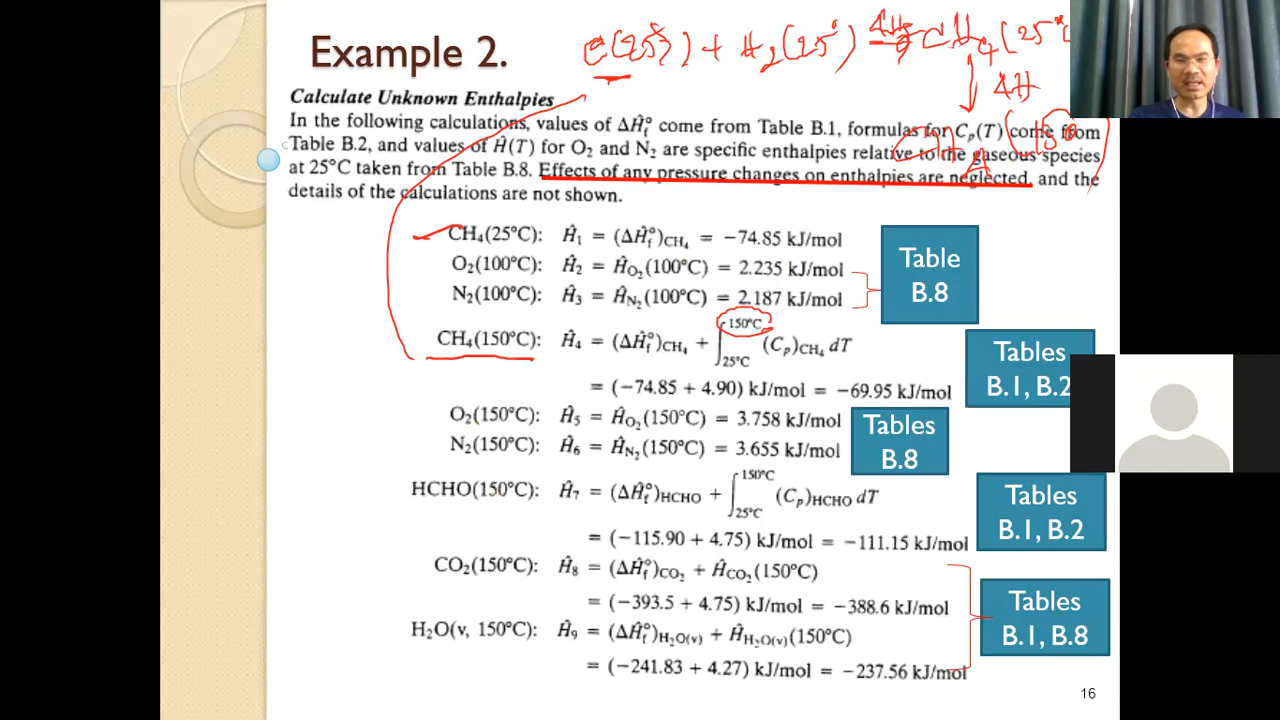 Example 2.
C(25°) + H2(25°) ΔHf CH4(25°
ΔH
CH4(150
Calculate Unknown Enthalpies
In the following calculations, values of ΔĤf° come from Table B.1, formulas for Cp(T) come from
Table B.2, and values of Ĥ(T) for O2 and N2 are specific enthalpies relative to the gaseous species
at 25°C taken from Table B.8. Effects of any pressure changes on enthalpies are neglected, and the
details of the calculations are not shown.
CH4(25°C): Ĥ1 = (ΔĤf°)CH4 = −74.85 kJ/mol
O2(100°C): Ĥ2 = ĤO2(100°C) = 2.235 kJ/mol
N2(100°C): Ĥ3 = ĤN2(100°C) = 2.187 kJ/mol
Table
B.8
CH4(150°C): Ĥ4 = (ΔĤf°)CH4 + ∫25°C 150°C (Cp)CH4 dT
= (−74.85 + 4.90) kJ/mol = −69.95 kJ/mol
Tables
B.1, B.2
O2(150°C): Ĥ5 = ĤO2(150°C) = 3.758 kJ/mol
N2(150°C): Ĥ6 = ĤN2(150°C) = 3.655 kJ/mol
Tables
B.8
HCHO(150°C): Ĥ7 = (ΔĤf°)HCHO + ∫25°C 150°C (Cp)HCHO dT
= (−115.90 + 4.75) kJ/mol = −111.15 kJ/mol
Tables
B.1, B.2
CO2(150°C): Ĥ8 = (ΔĤf°)CO2 + ĤCO2(150°C)
= (−393.5 + 4.75) kJ/mol = −388.6 kJ/mol
H2O(v, 150°C): Ĥ9 = (ΔĤf°)H2O(v) + ĤH2O(v)(150°C)
= (−241.83 + 4.27) kJ/mol = −237.56 kJ/mol
Tables
B.1, B.8
16